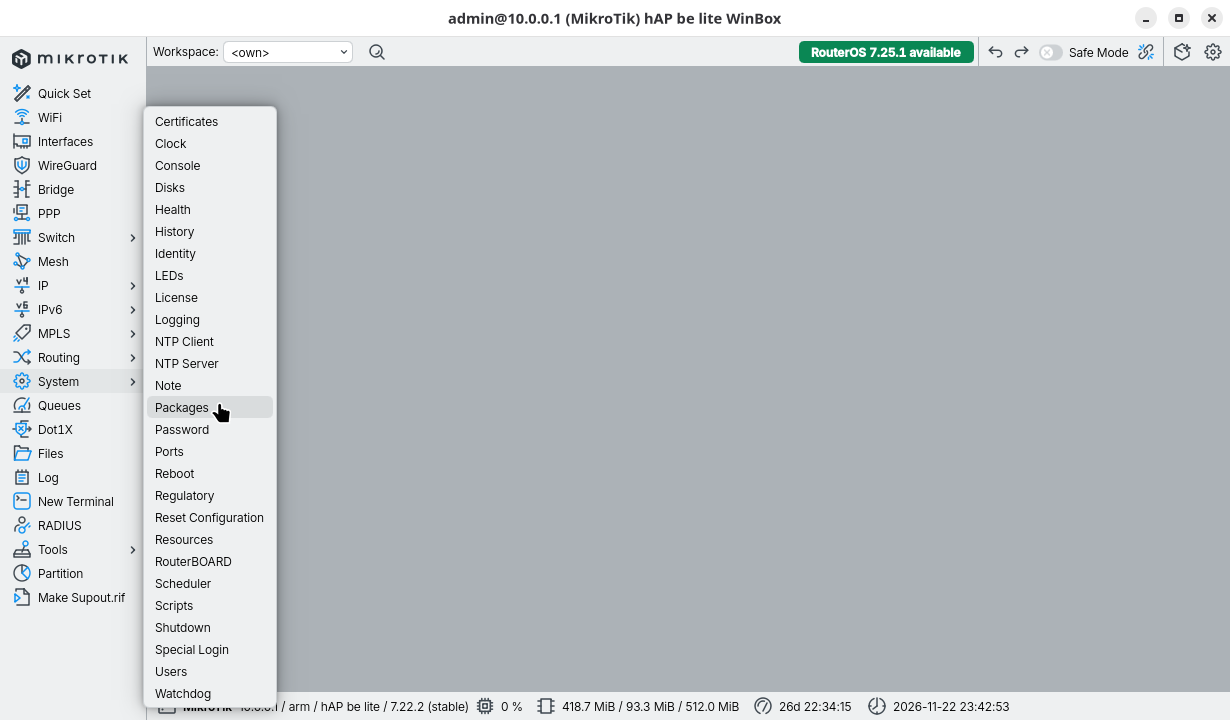 admin@10.0.0.1 (MikroTik) hAP be lite WinBox
mikrotik
Workspace: <own>
RouterOS 7.25.1 available
Safe Mode
Quick Set
WiFi
Interfaces
WireGuard
Bridge
PPP
Switch
Mesh
IP
IPv6
MPLS
Routing
System
Queues
Dot1X
Files
Log
New Terminal
RADIUS
Tools
Partition
Make Supout.rif
Certificates
Clock
Console
Disks
Health
History
Identity
LEDs
License
Logging
NTP Client
NTP Server
Note
Packages
Password
Ports
Reboot
Regulatory
Reset Configuration
Resources
RouterBOARD
Scheduler
Scripts
Shutdown
Special Login
Users
Watchdog
MikroTik 10.0.0.1 / arm / hAP be lite / 7.22.2 (stable) 0 % 418.7 MiB / 93.3 MiB / 512.0 MiB 26d 22:34:15 2026-11-22 23:42:53